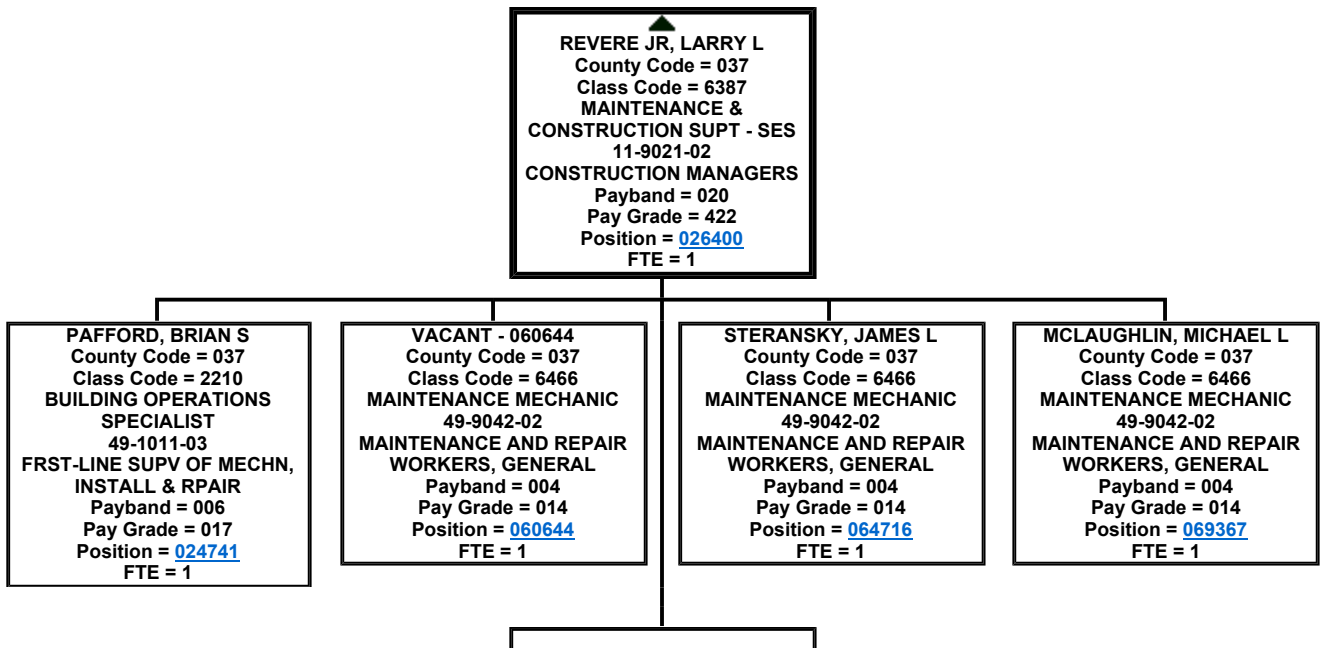 REVERE JR, LARRY L
County Code = 037
Class Code = 6387
MAINTENANCE &
CONSTRUCTION SUPT - SES
11-9021-02
CONSTRUCTION MANAGERS
Payband = 020
Pay Grade = 422
Position = 026400
FTE = 1
PAFFORD, BRIAN S
County Code = 037
Class Code = 2210
BUILDING OPERATIONS
SPECIALIST
49-1011-03
FRST-LINE SUPV OF MECHN,
INSTALL & RPAIR
Payband = 006
Pay Grade = 017
Position = 024741
FTE = 1
VACANT - 060644
County Code = 037
Class Code = 6466
MAINTENANCE MECHANIC
49-9042-02
MAINTENANCE AND REPAIR
WORKERS, GENERAL
Payband = 004
Pay Grade = 014
Position = 060644
FTE = 1
STERANSKY, JAMES L
County Code = 037
Class Code = 6466
MAINTENANCE MECHANIC
49-9042-02
MAINTENANCE AND REPAIR
WORKERS, GENERAL
Payband = 004
Pay Grade = 014
Position = 064716
FTE = 1
MCLAUGHLIN, MICHAEL L
County Code = 037
Class Code = 6466
MAINTENANCE MECHANIC
49-9042-02
MAINTENANCE AND REPAIR
WORKERS, GENERAL
Payband = 004
Pay Grade = 014
Position = 069367
FTE = 1